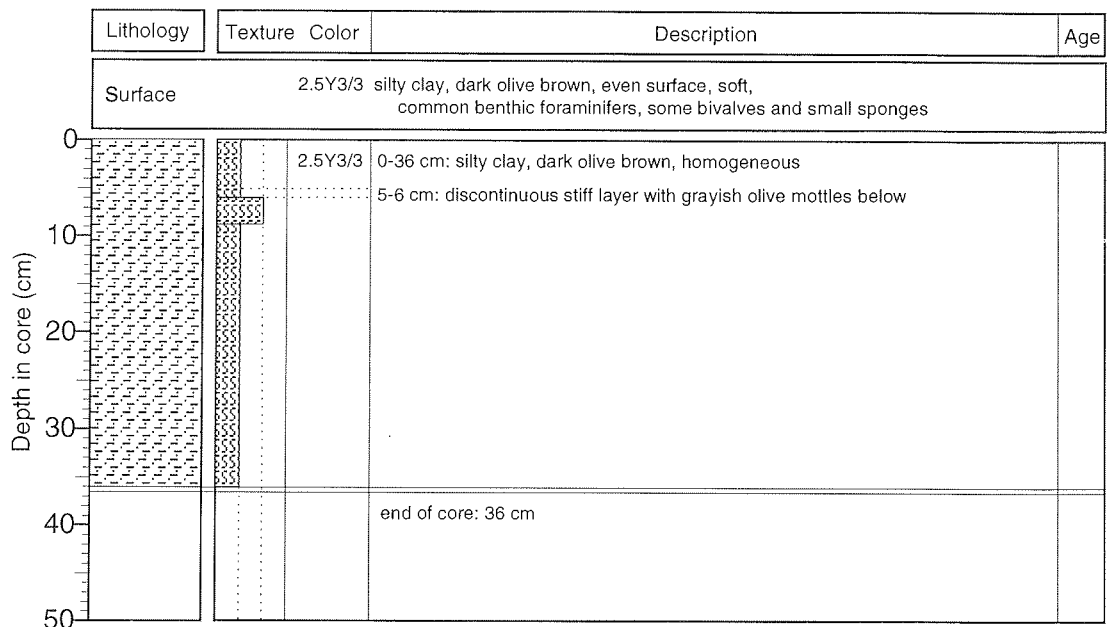 Lithology Texture Color Description Age
Surface 2.5Y3/3 silty clay, dark olive brown, even surface, soft,
common benthic foraminifers, some bivalves and small sponges
0
2.5Y3/3 0-36 cm: silty clay, dark olive brown, homogeneous
5-6 cm: discontinuous stiff layer with grayish olive mottles below
10
20
30
40
50
Depth in core (cm)
end of core: 36 cm